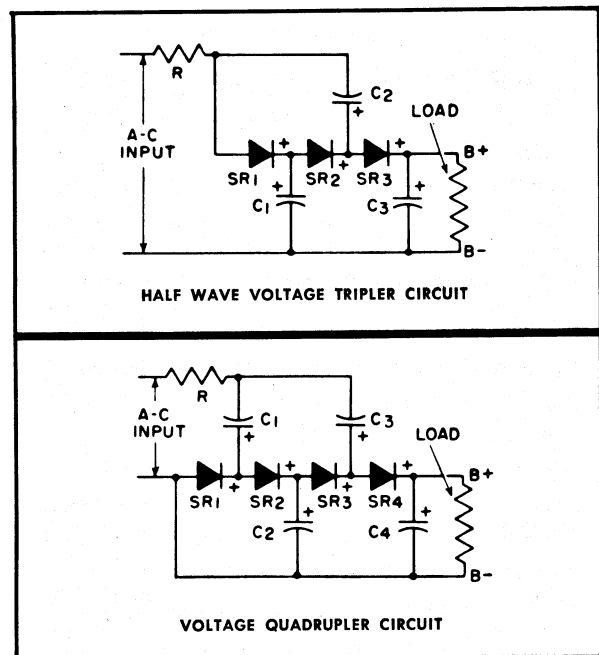 R
C2
LOAD
A-C
INPUT
+
+
+
+
B+
SR1
SR2
SR3
+
+
C1
C3
B-
HALF WAVE VOLTAGE TRIPLER CIRCUIT
R
A-C
INPUT
C1
C3
+
+
LOAD
+
+
+
+
B+
SR1
SR2
SR3
SR4
+
+
C2
C4
B-
VOLTAGE QUADRUPLER CIRCUIT